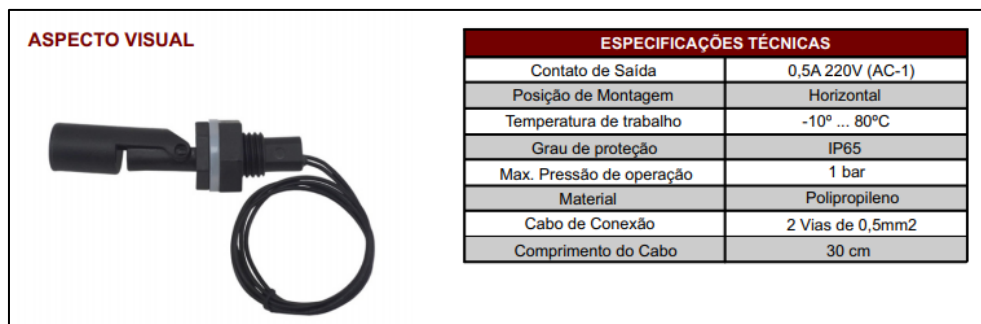 ASPECTO VISUAL
ESPECIFICAÇÕES TÉCNICAS
Contato de Saída 0,5A 220V (AC-1)
Posição de Montagem Horizontal
Temperatura de trabalho -10º ... 80ºC
Grau de proteção IP65
Max. Pressão de operação 1 bar
Material Polipropileno
Cabo de Conexão 2 Vias de 0,5mm2
Comprimento do Cabo 30 cm